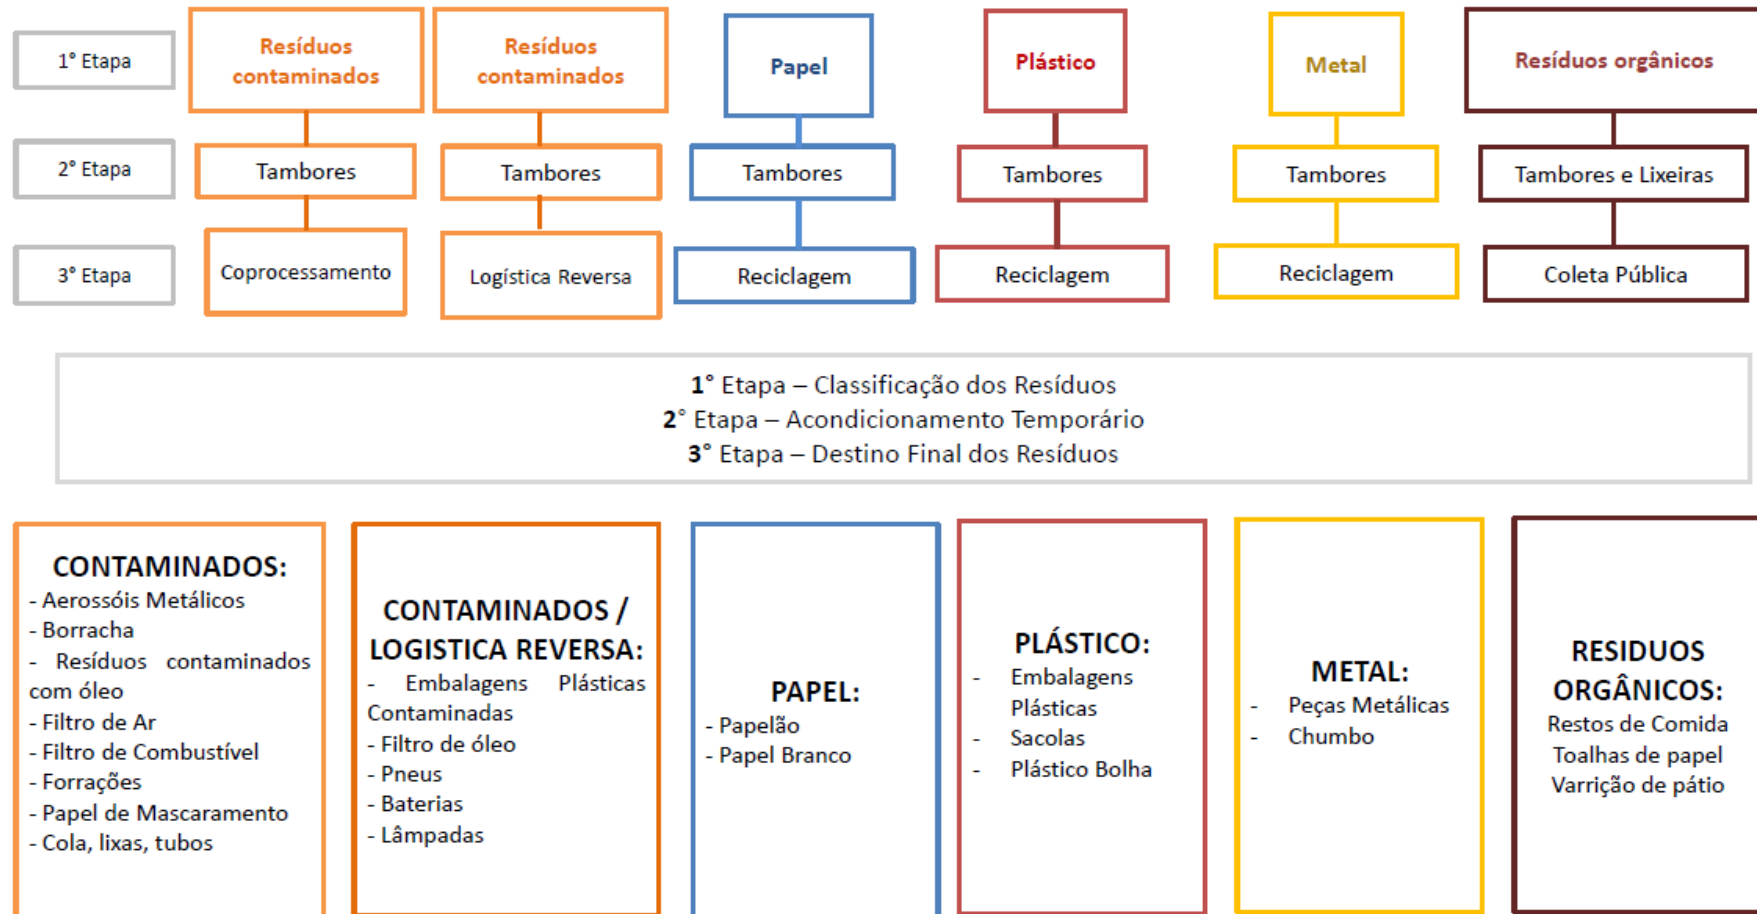 1° Etapa
Resíduos
contaminados
Resíduos
contaminados
Papel
Plástico
Metal
Resíduos orgânicos
2° Etapa
Tambores
Tambores
Tambores
Tambores
Tambores
Tambores e Lixeiras
3° Etapa
Coprocessamento
Logística Reversa
Reciclagem
Reciclagem
Reciclagem
Coleta Pública
1° Etapa – Classificação dos Resíduos
2° Etapa – Acondicionamento Temporário
3° Etapa – Destino Final dos Resíduos
CONTAMINADOS:
- Aerossóis Metálicos
- Borracha
- Resíduos contaminados
com óleo
- Filtro de Ar
- Filtro de Combustível
- Forrações
- Papel de Mascaramento
- Cola, lixas, tubos
CONTAMINADOS /
LOGISTICA REVERSA:
- Embalagens Plásticas
Contaminadas
- Filtro de óleo
- Pneus
- Baterias
- Lâmpadas
PAPEL:
- Papelão
- Papel Branco
PLÁSTICO:
- Embalagens
Plásticas
- Sacolas
- Plástico Bolha
METAL:
- Peças Metálicas
- Chumbo
RESIDUOS
ORGÂNICOS:
Restos de Comida
Toalhas de papel
Varrição de pátio